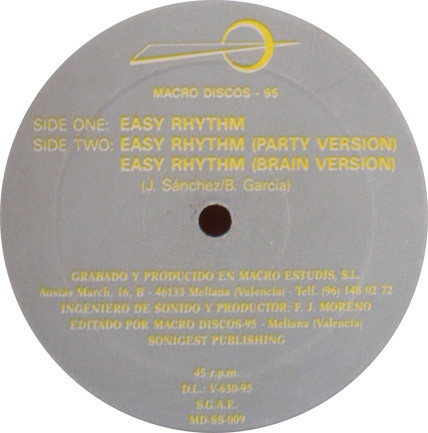 MACRO DISCOS - 95
SIDE ONE: EASY RHYTHM
SIDE TWO: EASY RHYTHM (PARTY VERSION)
EASY RHYTHM (BRAIN VERSION)
(J. Sánchez/B. García)
GRABADO Y PRODUCIDO EN MACRO ESTUDIS, S.L.
Ausias March, 16, B - 46133 Meliana (Valencia) - Telf. (96) 148 02 72
INGENIERO DE SONIDO Y PRODUCTOR: F. J. MORENO
EDITADO POR MACRO DISCOS-95 - Meliana (Valencia)
SONIGEST PUBLISHING
45 r.p.m.
D.L.: V-630-95
S.G.A.E.
MD-SS-009